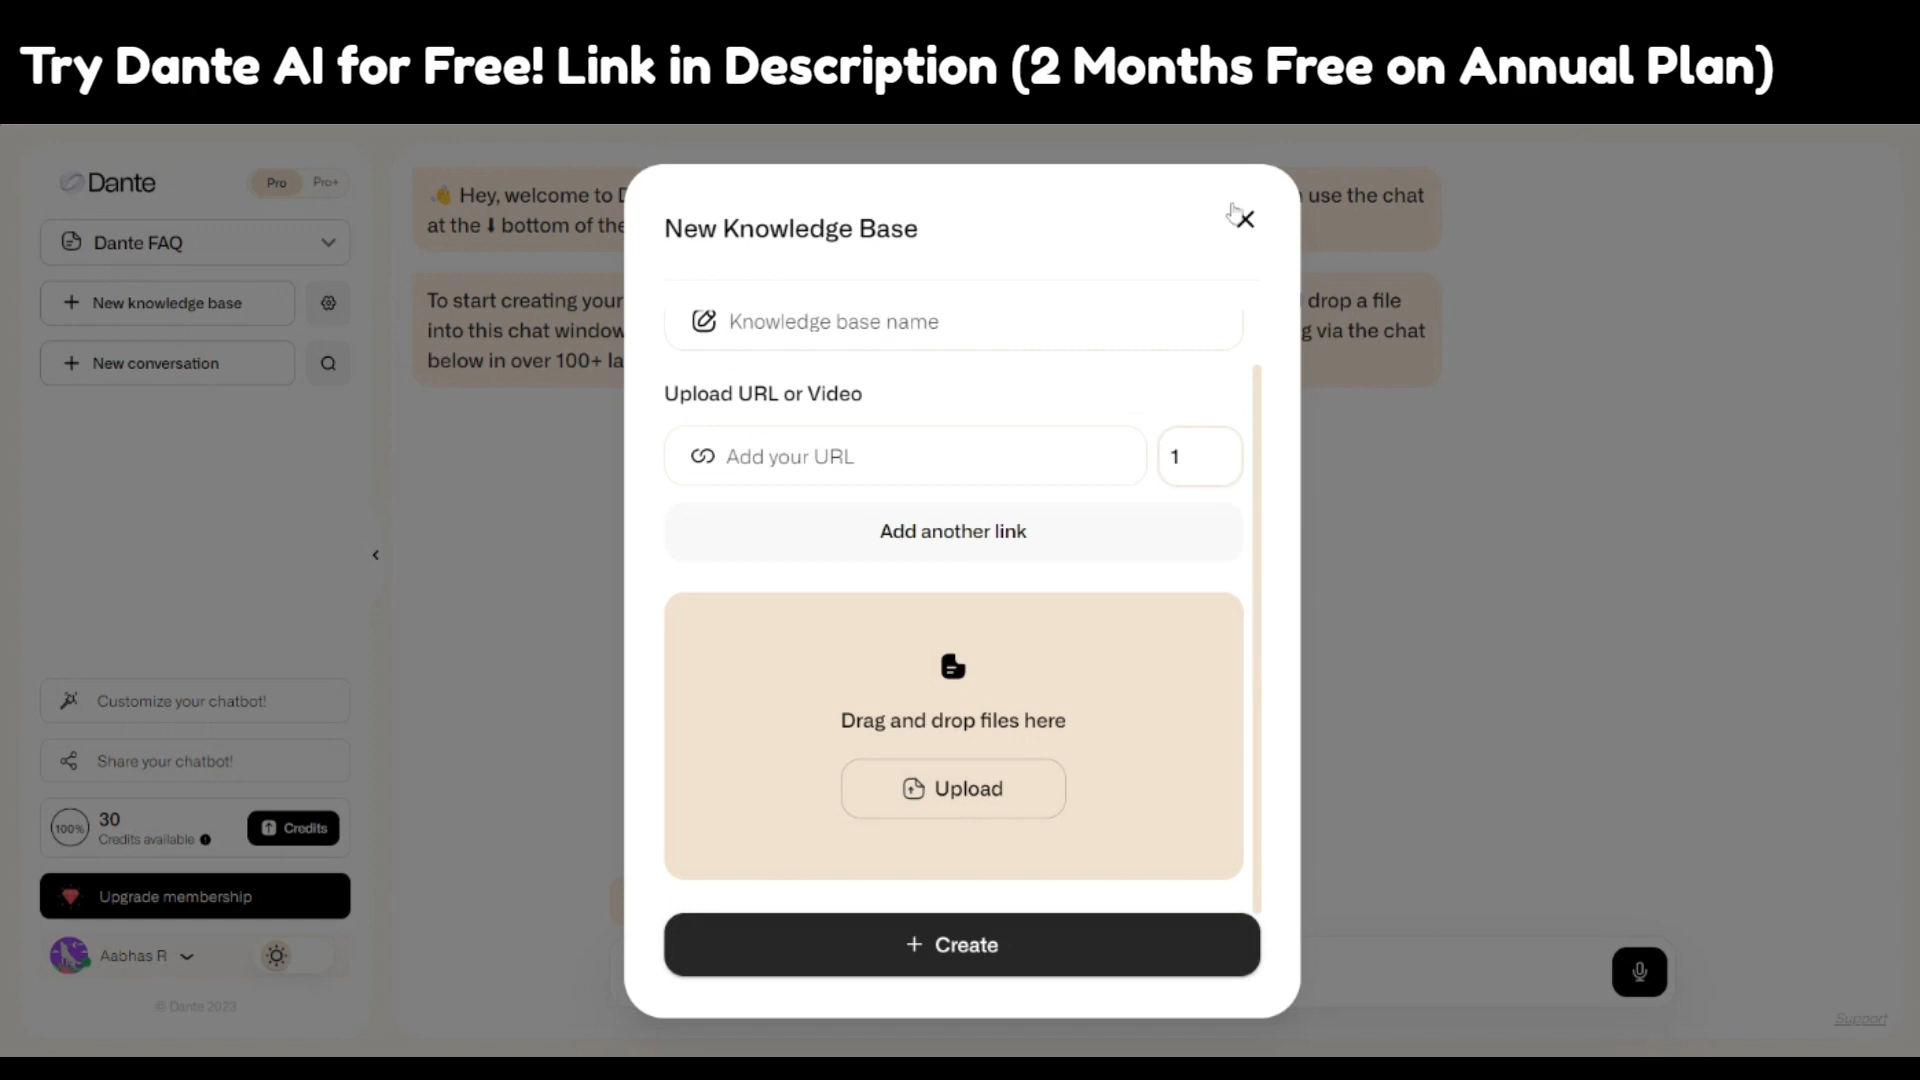 Try Dante AI for Free! Link in Description (2 Months Free on Annual Plan)
Dante
Pro
Pro+
Dante FAQ
New knowledge base
New conversation
Customize your chatbot!
Share your chatbot!
100%
30
Credits available
Credits
Upgrade membership
Aabhas R
© Dante 2023
👋 Hey, welcome to
use the chat
at the ⬇ bottom of the
To start creating your
drop a file
into this chat window
via the chat
below in over 100+
New Knowledge Base
Knowledge base name
Upload URL or Video
Add your URL
1
Add another link
Drag and drop files here
Upload
+ Create
Support